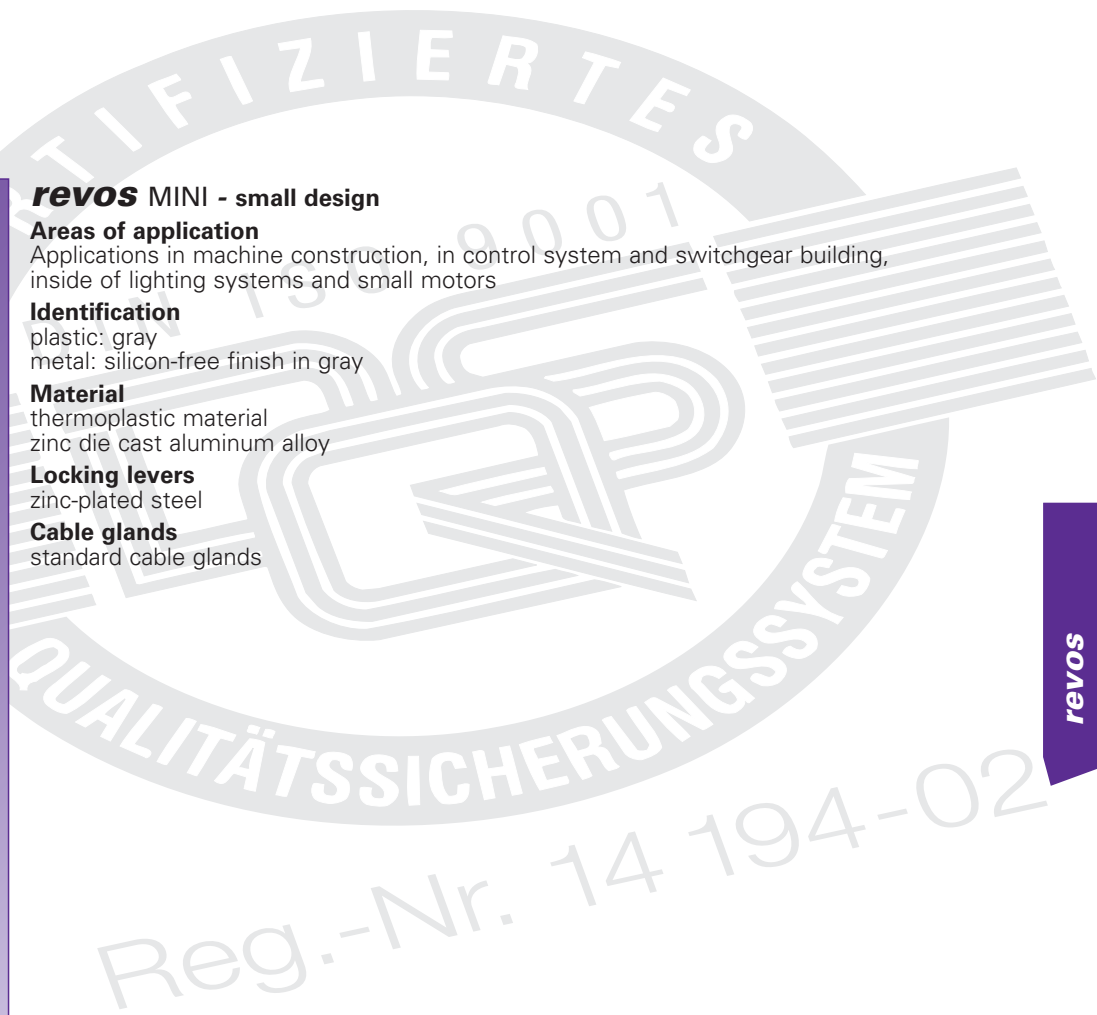 RTIFIZIERTES
DIN ISO 9001
revos MINI - small design
Areas of application
Applications in machine construction, in control system and switchgear building,
inside of lighting systems and small motors
Identification
plastic: gray
metal: silicon-free finish in gray
Material
thermoplastic material
zinc die cast aluminum alloy
Locking levers
zinc-plated steel
Cable glands
standard cable glands
revos
QUALITÄTSSICHERUNGSSYSTEM
Reg.-Nr. 14 194-02